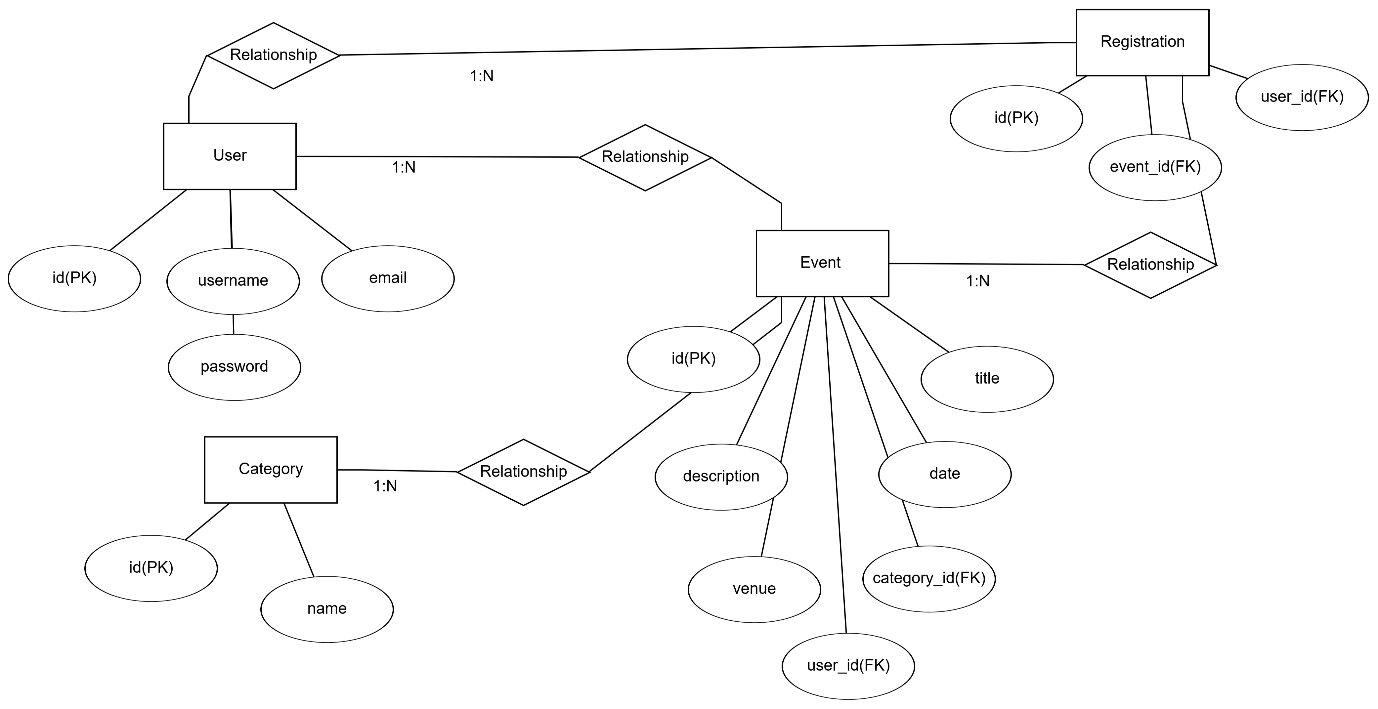 Relationship
Registration
1:N
id(PK)
user_id(FK)
User
1:N
Relationship
event_id(FK)
id(PK)
username
email
Event
1:N
Relationship
password
id(PK)
title
Category
1:N
Relationship
description
date
id(PK)
name
venue
category_id(FK)
user_id(FK)